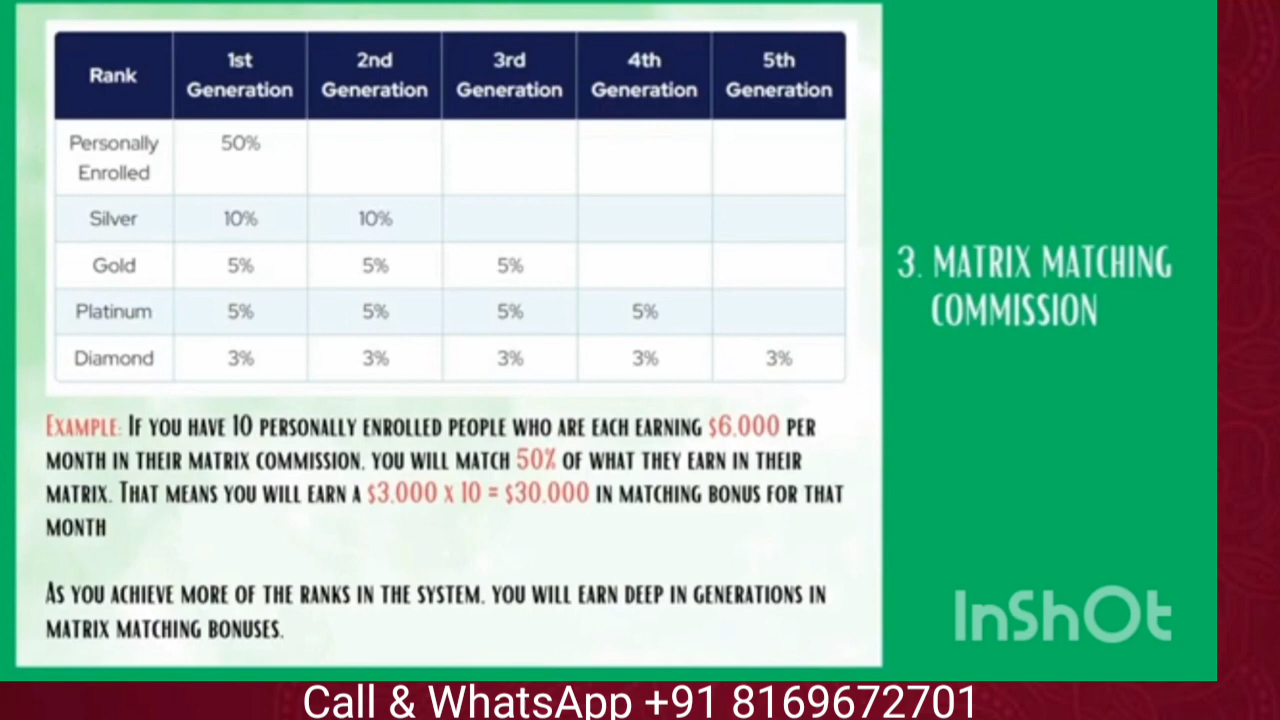 Rank 1st Generation 2nd Generation 3rd Generation 4th Generation 5th Generation
Personally Enrolled 50%
Silver 10% 10%
Gold 5% 5% 5%
Platinum 5% 5% 5% 5%
Diamond 3% 3% 3% 3% 3%
3. MATRIX MATCHING
COMMISSION
EXAMPLE: IF YOU HAVE 10 PERSONALLY ENROLLED PEOPLE WHO ARE EACH EARNING $6,000 PER
MONTH IN THEIR MATRIX COMMISSION, YOU WILL MATCH 50% OF WHAT THEY EARN IN THEIR
MATRIX. THAT MEANS YOU WILL EARN A $3,000 X 10 = $30,000 IN MATCHING BONUS FOR THAT
MONTH
AS YOU ACHIEVE MORE OF THE RANKS IN THE SYSTEM, YOU WILL EARN DEEP IN GENERATIONS IN
MATRIX MATCHING BONUSES.
InShOt
Call & WhatsApp +91 8169672701